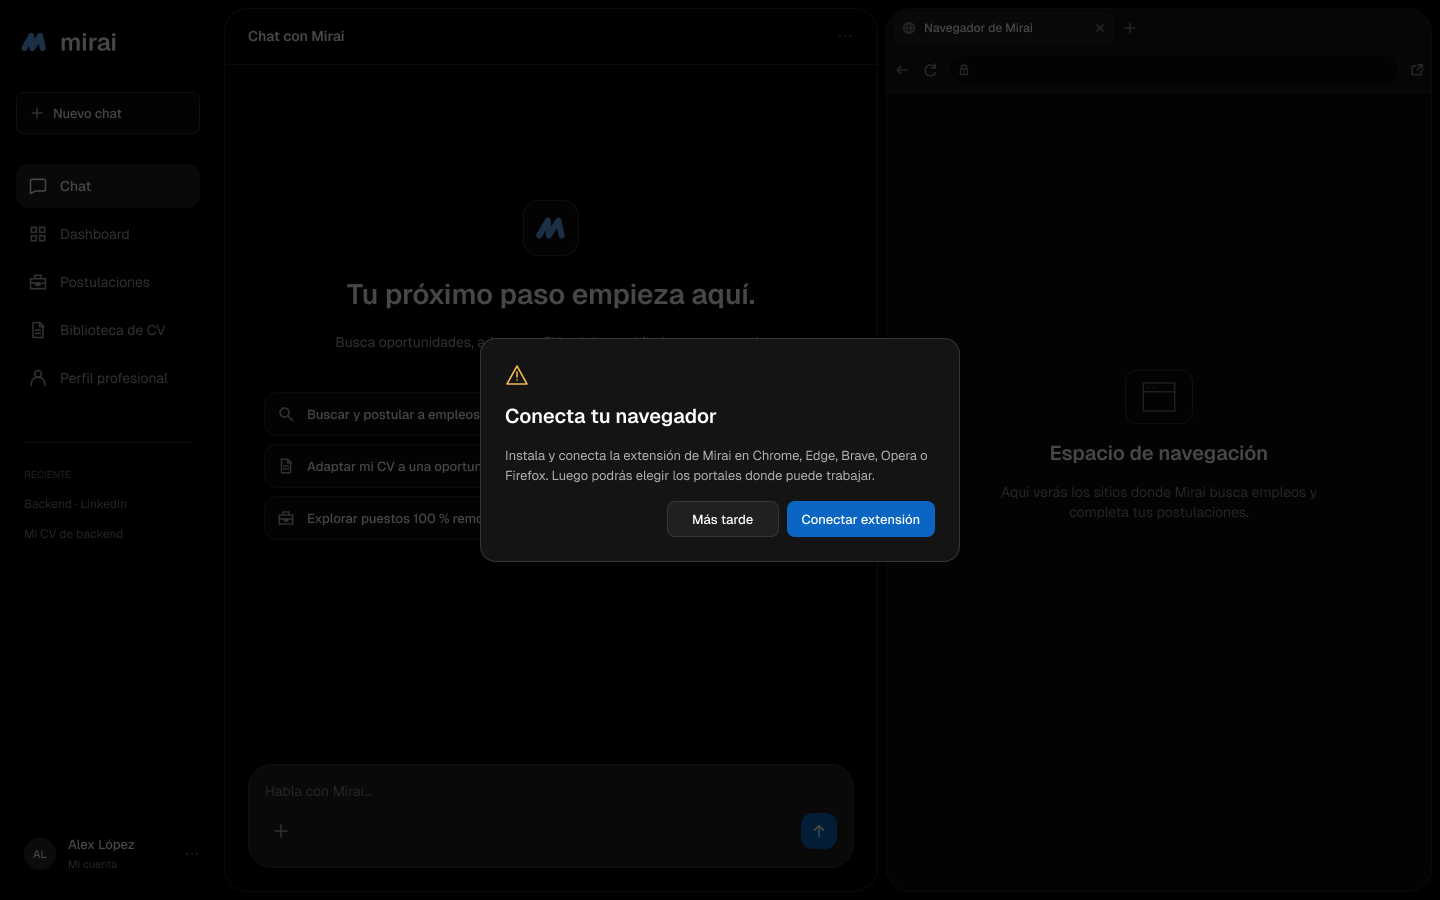 mirai
Nuevo chat
Chat
Dashboard
Postulaciones
Biblioteca de CV
Perfil profesional
RECIENTE
Backend · LinkedIn
Mi CV de backend
AL
Alex López
Mi cuenta
Chat con Mirai
Tu próximo paso empieza aquí.
Busca oportunidades,
Buscar y postular a empleos
Adaptar mi CV a una
Explorar puestos 100 %
Habla con Mirai...
Conecta tu navegador
Instala y conecta la extensión de Mirai en Chrome, Edge, Brave, Opera o
Firefox. Luego podrás elegir los portales donde puede trabajar.
Más tarde
Conectar extensión
Navegador de Mirai
Espacio de navegación
Aquí verás los sitios donde Mirai busca empleos y
completa tus postulaciones.